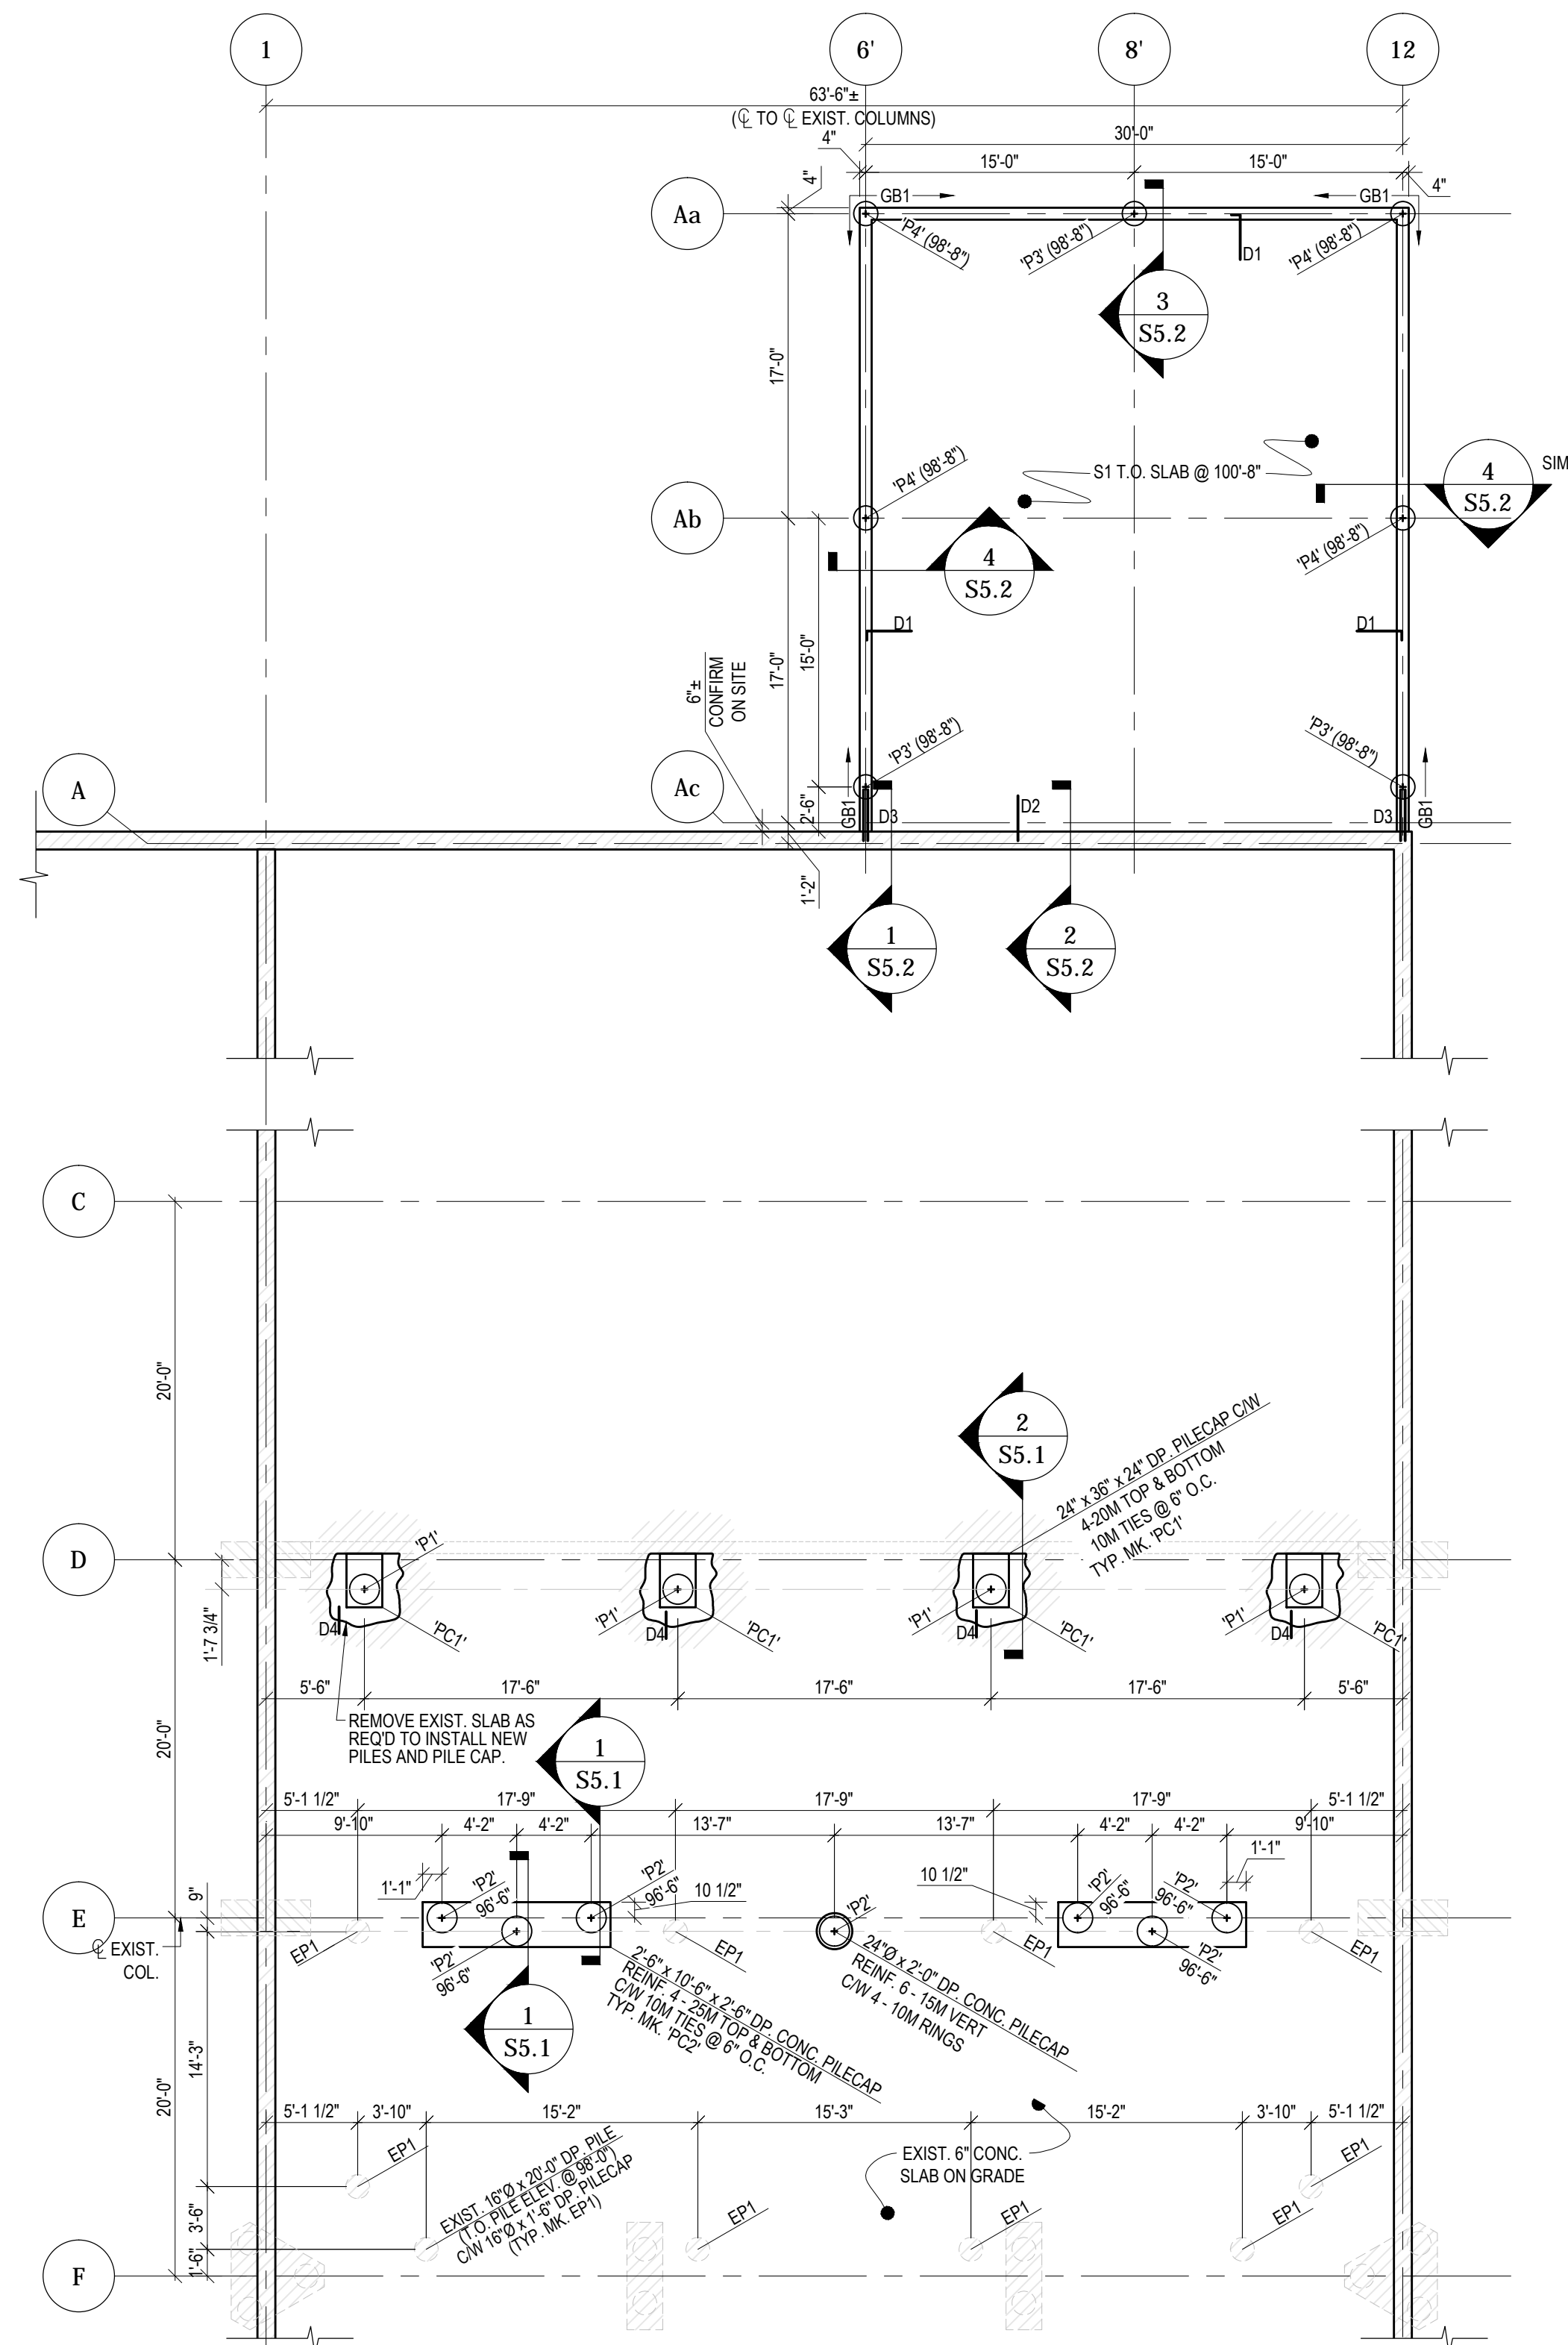 1
6'
8'
12
63'-6"±
(℄ TO ℄ EXIST. COLUMNS)
30'-0"
4"
15'-0"
15'-0"
4"
4"
GB1
GB1
Aa
'P4' (98'-8")
'P3' (98'-8")
'P4' (98'-8")
D1
3
S5.2
17'-0"
'P4' (98'-8")
S1 T.O. SLAB @ 100'-8"
4
S5.2
SIM
Ab
'P4' (98'-8")
4
S5.2
D1
D1
15'-0"
17'-0"
6"±
CONFIRM
ON SITE
'P3' (98'-8")
'P3' (98'-8")
A
Ac
2'-6"
GB1
D3
D2
D3
GB1
1'-2"
1
S5.2
2
S5.2
C
20'-0"
2
S5.1
24" x 36" x 24" DP. PILECAP C/W
4-20M TOP & BOTTOM
10M TIES @ 6" O.C.
TYP. MK. 'PC1'
D
'P1'
'P1'
'P1'
'P1'
1'-7 3/4"
D4
'PC1'
D4
'PC1'
D4
'PC1'
D4
'PC1'
5'-6"
17'-6"
17'-6"
17'-6"
5'-6"
REMOVE EXIST. SLAB AS
REQ'D TO INSTALL NEW
PILES AND PILE CAP.
20'-0"
1
S5.1
5'-1 1/2"
17'-9"
17'-9"
17'-9"
5'-1 1/2"
9'-10"
4'-2"
4'-2"
13'-7"
13'-7"
4'-2"
4'-2"
9'-10"
1'-1"
1'-1"
9"
'P2'
96'-6"
'P2'
96'-6"
10 1/2"
'P2'
10 1/2"
'P2'
96'-6"
'P2'
96'-6"
E
℄ EXIST.
COL.
EP1
'P2'
96'-6"
EP1
EP1
'P2'
96'-6"
EP1
2'-6" x 10'-6" x 2'-6" DP. CONC. PILECAP
REINF. 4 - 25M TOP & BOTTOM
C/W 10M TIES @ 6" O.C.
TYP. MK. 'PC2'
24"Ø x 2'-0" DP. CONC. PILECAP
REINF. 6 - 15M VERT
C/W 4 - 10M RINGS
1
S5.1
14'-3"
20'-0"
5'-1 1/2"
3'-10"
15'-2"
15'-3"
15'-2"
3'-10"
5'-1 1/2"
EP1
EXIST. 6" CONC.
SLAB ON GRADE
EP1
EXIST. 16"Ø x 20'-0" DP. PILE
(T.O. PILE ELEV. @ 98'-0")
C/W 16"Ø x 1'-6" DP. PILECAP
(TYP. MK. EP1)
EP1
EP1
EP1
3'-6"
1'-6"
F